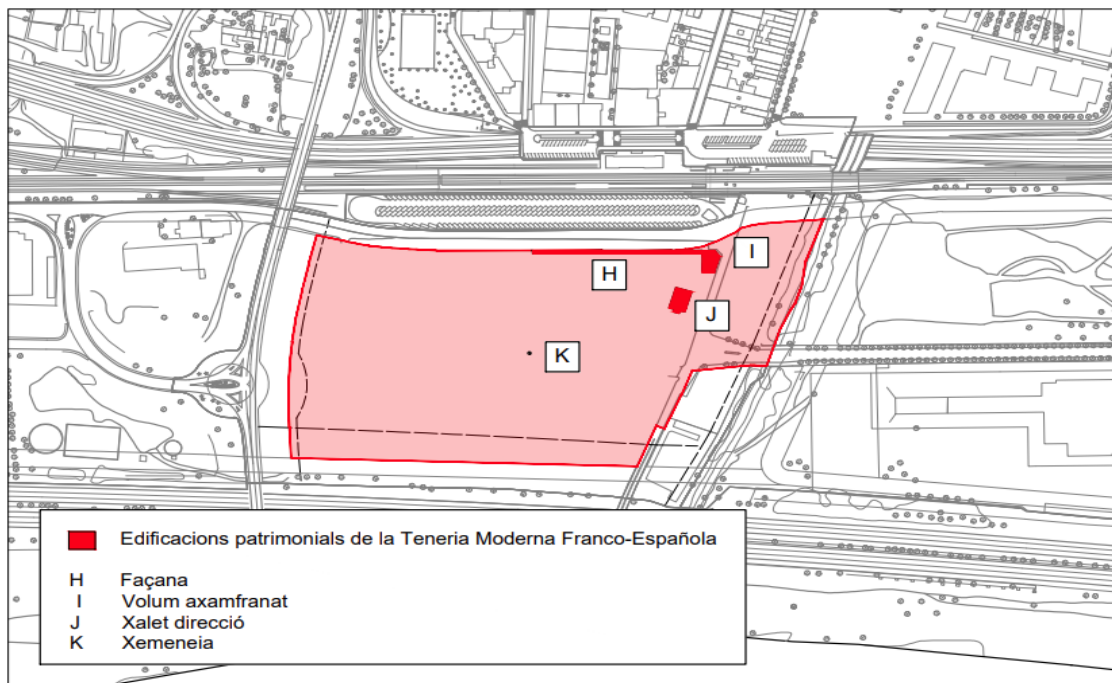 I
H
J
K
Edificacions patrimonials de la Teneria Moderna Franco-Española
H Façana
I Volum axamfranat
J Xalet direcció
K Xemeneia